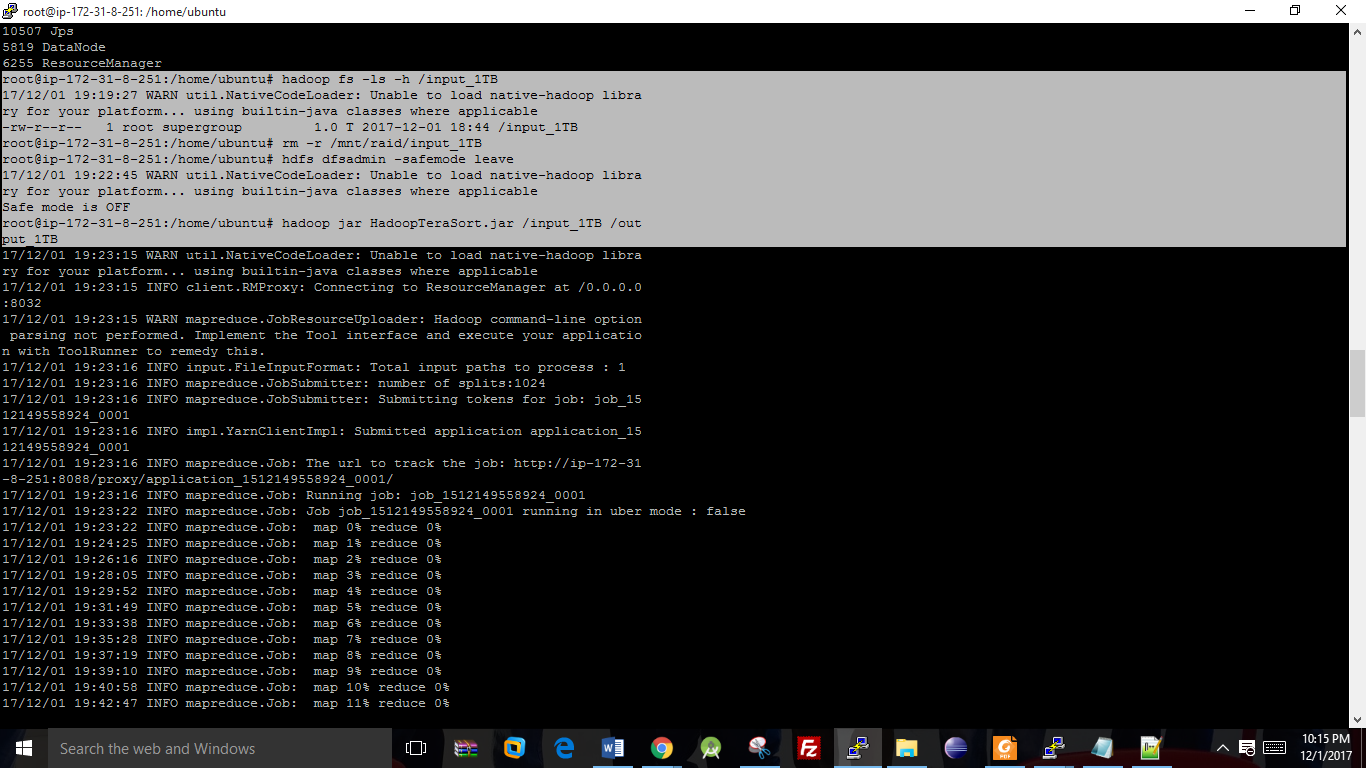 root@ip-172-31-8-251: /home/ubuntu
10507 Jps
5819 DataNode
6255 ResourceManager
root@ip-172-31-8-251:/home/ubuntu# hadoop fs -ls -h /input_1TB
17/12/01 19:19:27 WARN util.NativeCodeLoader: Unable to load native-hadoop libra
ry for your platform... using builtin-java classes where applicable
-rw-r--r--   1 root supergroup         1.0 T 2017-12-01 18:44 /input_1TB
root@ip-172-31-8-251:/home/ubuntu# rm -r /mnt/raid/input_1TB
root@ip-172-31-8-251:/home/ubuntu# hdfs dfsadmin -safemode leave
17/12/01 19:22:45 WARN util.NativeCodeLoader: Unable to load native-hadoop libra
ry for your platform... using builtin-java classes where applicable
Safe mode is OFF
root@ip-172-31-8-251:/home/ubuntu# hadoop jar HadoopTeraSort.jar /input_1TB /out
put_1TB
17/12/01 19:23:15 WARN util.NativeCodeLoader: Unable to load native-hadoop libra
ry for your platform... using builtin-java classes where applicable
17/12/01 19:23:15 INFO client.RMProxy: Connecting to ResourceManager at /0.0.0.0
:8032
17/12/01 19:23:15 WARN mapreduce.JobResourceUploader: Hadoop command-line option
 parsing not performed. Implement the Tool interface and execute your applicatio
n with ToolRunner to remedy this.
17/12/01 19:23:16 INFO input.FileInputFormat: Total input paths to process : 1
17/12/01 19:23:16 INFO mapreduce.JobSubmitter: number of splits:1024
17/12/01 19:23:16 INFO mapreduce.JobSubmitter: Submitting tokens for job: job_15
12149558924_0001
17/12/01 19:23:16 INFO impl.YarnClientImpl: Submitted application application_15
12149558924_0001
17/12/01 19:23:16 INFO mapreduce.Job: The url to track the job: http://ip-172-31
-8-251:8088/proxy/application_1512149558924_0001/
17/12/01 19:23:16 INFO mapreduce.Job: Running job: job_1512149558924_0001
17/12/01 19:23:22 INFO mapreduce.Job: Job job_1512149558924_0001 running in uber mode : false
17/12/01 19:23:22 INFO mapreduce.Job:  map 0% reduce 0%
17/12/01 19:24:25 INFO mapreduce.Job:  map 1% reduce 0%
17/12/01 19:26:16 INFO mapreduce.Job:  map 2% reduce 0%
17/12/01 19:28:05 INFO mapreduce.Job:  map 3% reduce 0%
17/12/01 19:29:52 INFO mapreduce.Job:  map 4% reduce 0%
17/12/01 19:31:49 INFO mapreduce.Job:  map 5% reduce 0%
17/12/01 19:33:38 INFO mapreduce.Job:  map 6% reduce 0%
17/12/01 19:35:28 INFO mapreduce.Job:  map 7% reduce 0%
17/12/01 19:37:19 INFO mapreduce.Job:  map 8% reduce 0%
17/12/01 19:39:10 INFO mapreduce.Job:  map 9% reduce 0%
17/12/01 19:40:58 INFO mapreduce.Job:  map 10% reduce 0%
17/12/01 19:42:47 INFO mapreduce.Job:  map 11% reduce 0%
Search the web and Windows
10:15 PM
12/1/2017